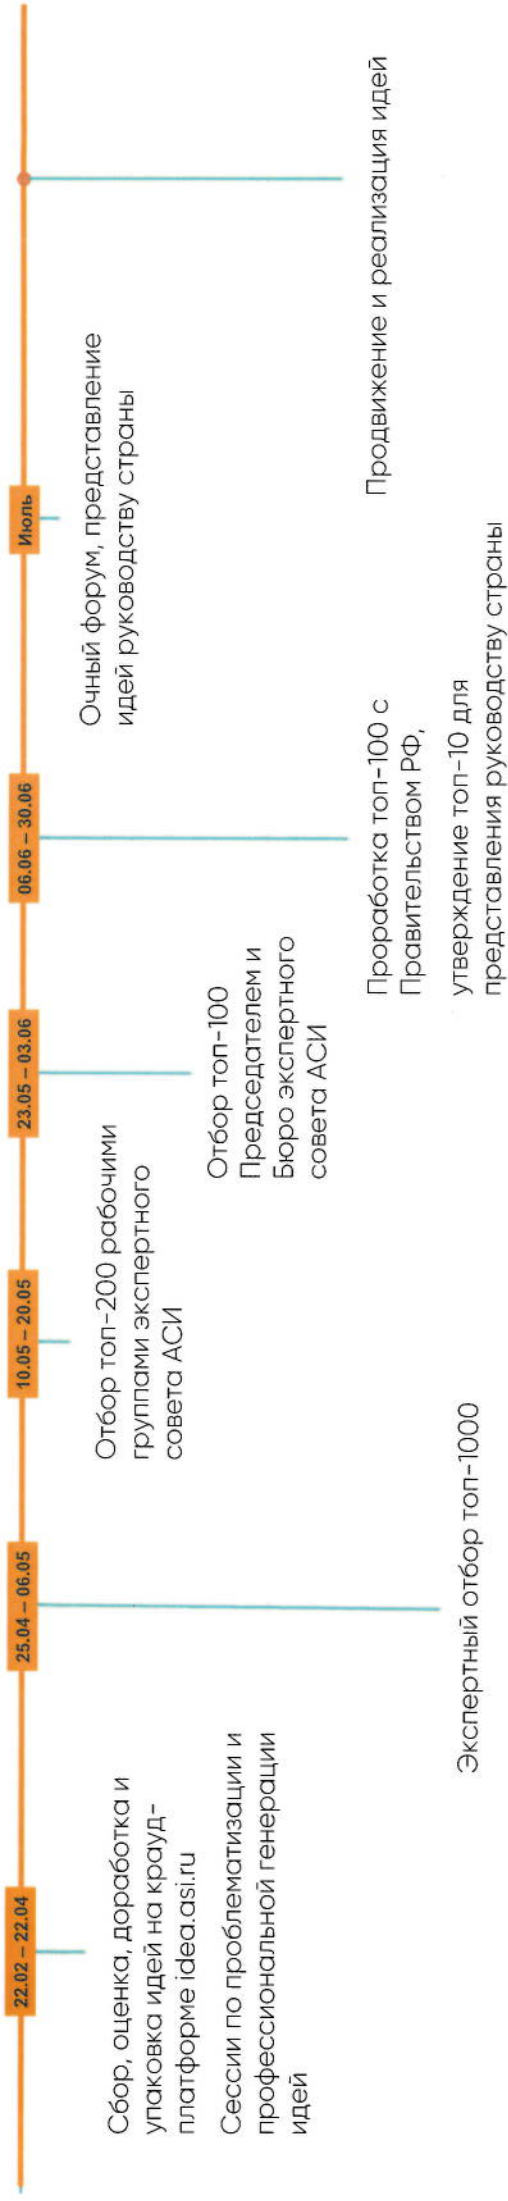 22.02 – 22.04
Сбор, оценка, доработка и
упаковка идей на крауд-
платформе idea.asi.ru
Сессии по проблематизации и
профессиональной генерации
идей
25.04 – 06.05
Экспертный отбор топ-1000
10.05 – 20.05
Отбор топ-200 рабочими
группами экспертного
совета АСИ
23.05 – 03.06
Отбор топ-100
Председателем и
Бюро экспертного
совета АСИ
06.06 – 30.06
Проработка топ-100 с
Правительством РФ,
утверждение топ-10 для
представления руководству страны
Июль
Очный форум, представление
идей руководству страны
Продвижение и реализация идей